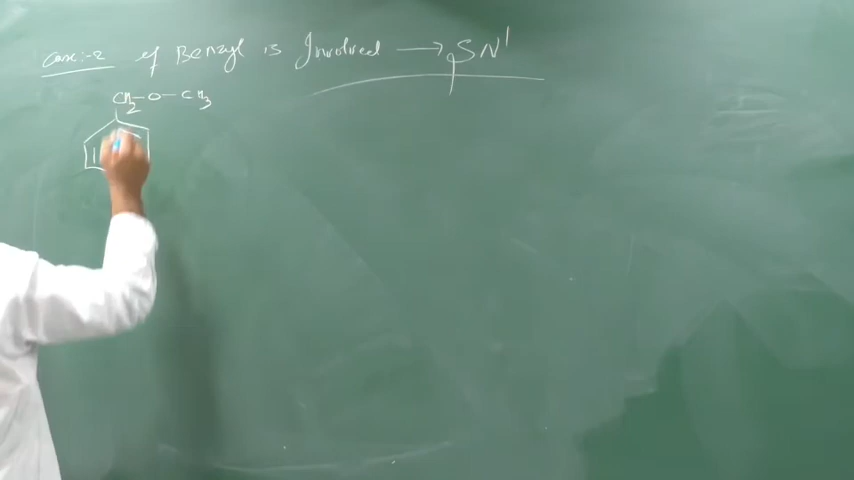 Case:-2 if Benzyl is Involved → SN1
CH2-O-CH3